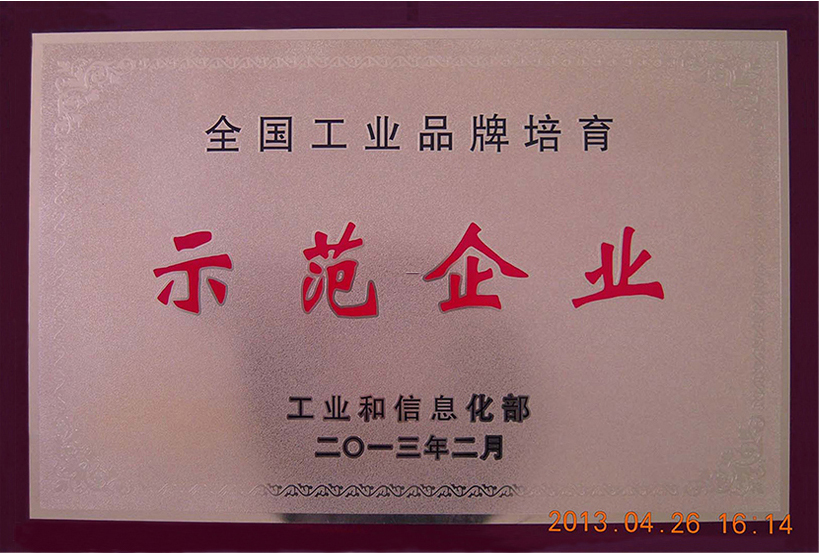 全国工业品牌培育
示范企业
工业和信息化部
二〇一三年二月
2013.04.26 16.14